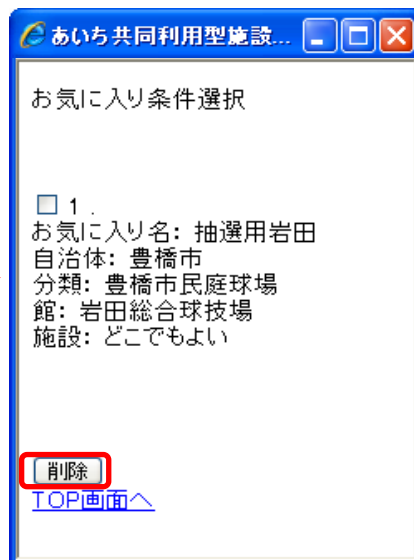 あいち共同利用型施設...
お気に入り条件選択
1 .
お気に入り名: 抽選用岩田
自治体: 豊橋市
分類: 豊橋市民庭球場
館: 岩田総合球技場
施設: どこでもよい
削除
TOP画面へ